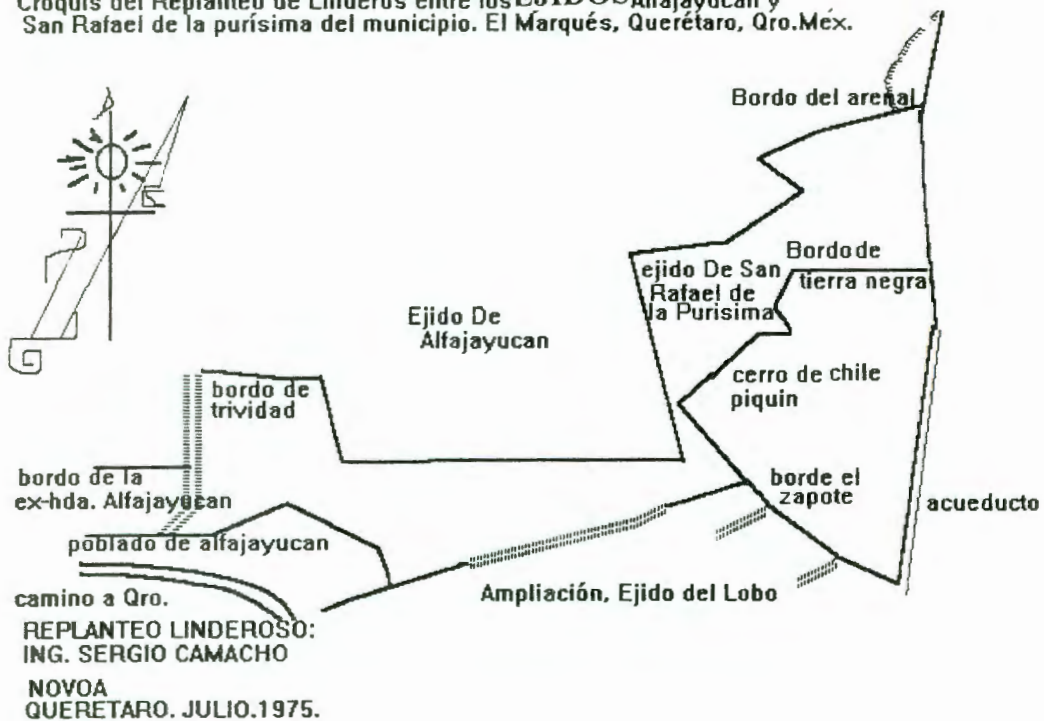 Croquis del Replanteo de Linderos entre los EJIDOS Alfajayucan y
San Rafael de la purísima del municipio. El Marqués, Querétaro, Qro.Méx.
Bordo del arenal
Bordo de
tierra negra
ejido De San
Rafael de
la Purisima
Ejido De
Alfajayucan
cerro de chile
piquin
bordo de
trividad
bordo de la
ex-hda. Alfajayucan
borde el
zapote
acueducto
poblado de alfajayucan
Ampliación, Ejido del Lobo
camino a Qro.
REPLANTEO LINDEROSO:
ING. SERGIO CAMACHO
NOVOA
QUERETARO. JULIO.1975.